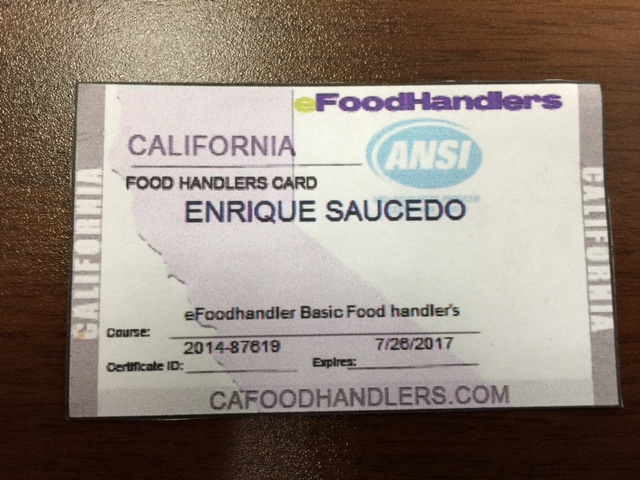 eFoodHandlers
CALIFORNIA
ANSI
FOOD HANDLERS CARD
ENRIQUE SAUCEDO
CALIFORNIA
CALIFORNIA
eFoodhandler Basic Food handler's
Course:
2014-87619 7/26/2017
Certificate ID: Expires:
CAFOODHANDLERS.COM